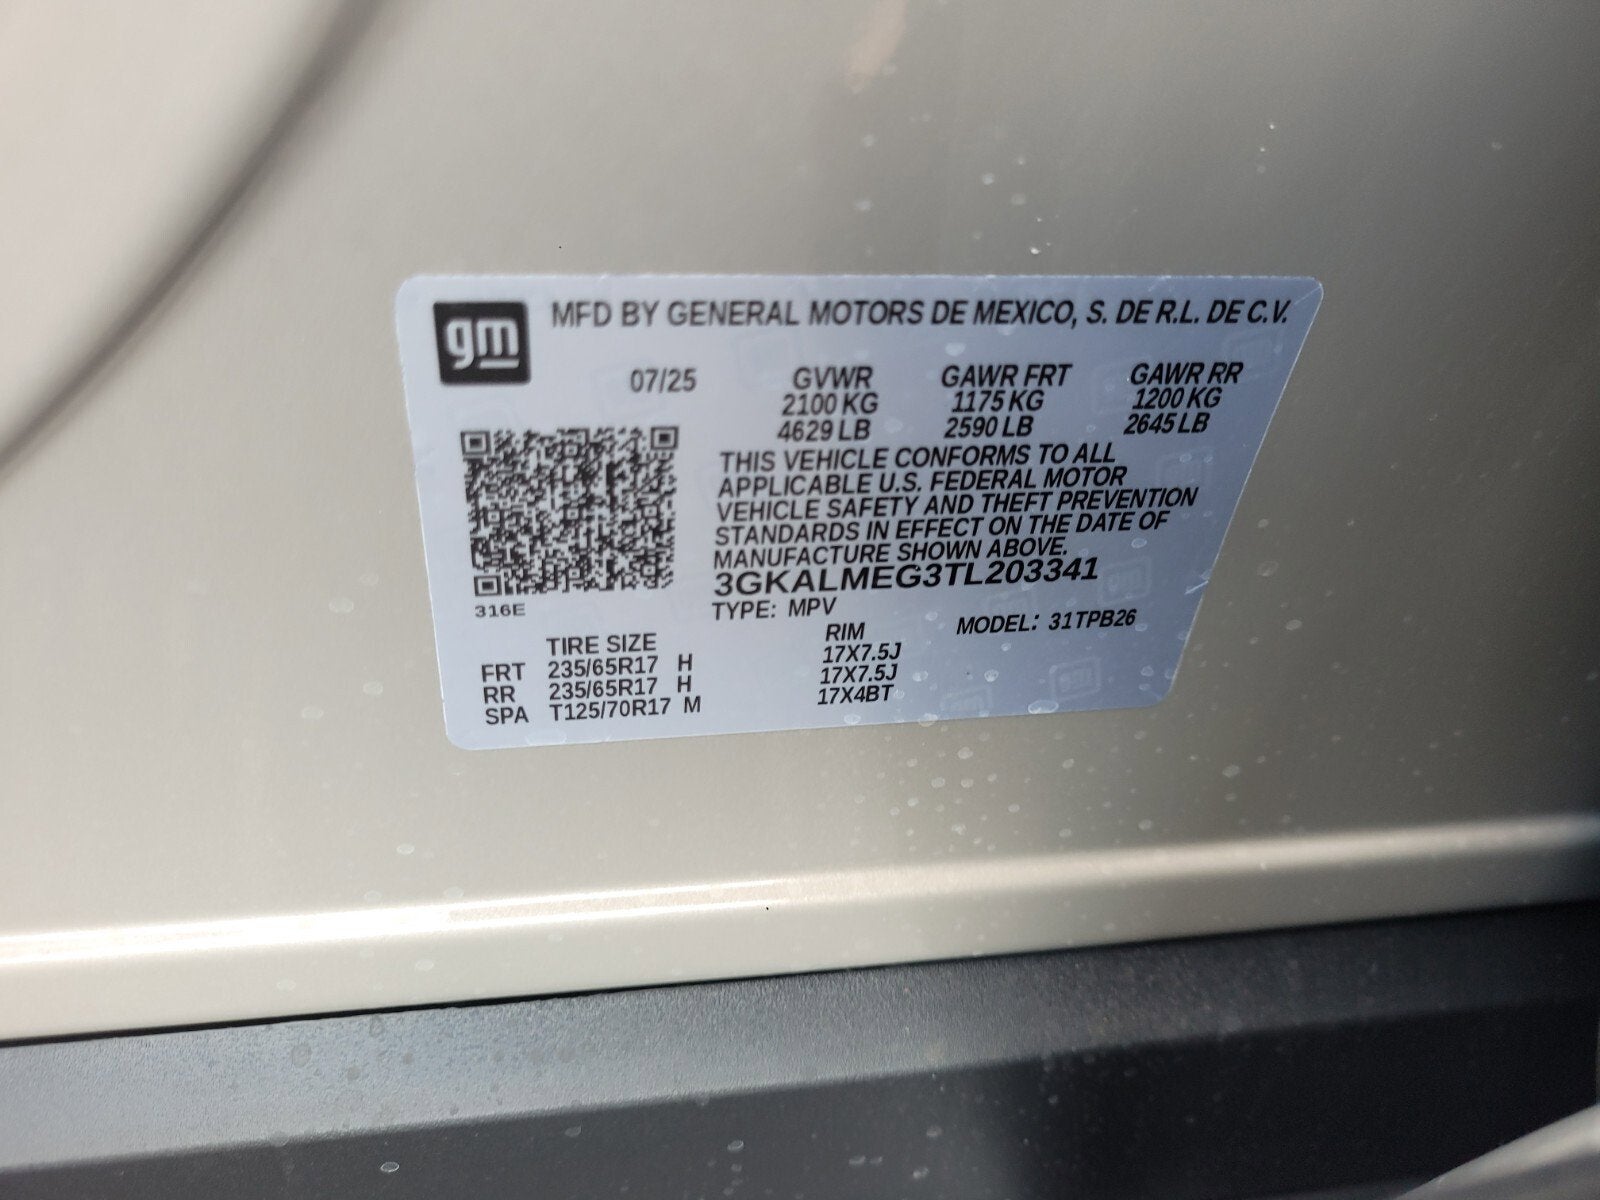 gm
MFD BY GENERAL MOTORS DE MEXICO, S. DE R.L. DE C.V.
07/25 GVWR GAWR FRT GAWR RR
2100 KG 1175 KG 1200 KG
4629 LB 2590 LB 2645 LB
THIS VEHICLE CONFORMS TO ALL
APPLICABLE U.S. FEDERAL MOTOR
VEHICLE SAFETY AND THEFT PREVENTION
STANDARDS IN EFFECT ON THE DATE OF
MANUFACTURE SHOWN ABOVE.
3GKALMEG3TL203341
316E
TYPE: MPV MODEL: 31TPB26
TIRE SIZE RIM
FRT 235/65R17 H 17X7.5J
RR 235/65R17 H 17X7.5J
SPA T125/70R17 M 17X4BT